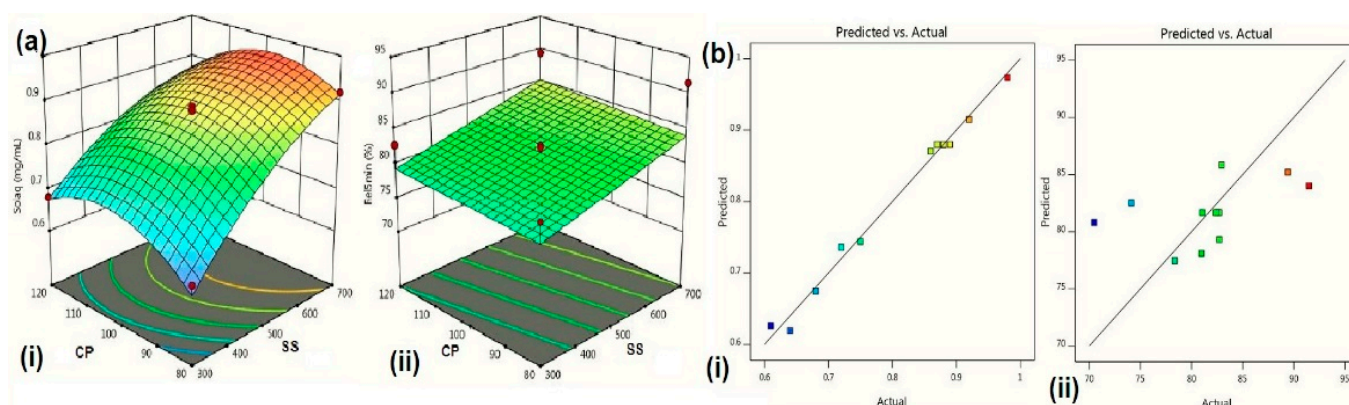 (a)
1
0.9
0.8
0.7
0.6
Solaq (mg/mL)
120
110
100
90
80
CP
300
400
500
600
700
SS
(i)
95
90
85
80
75
70
Rel5min (%)
120
110
100
90
80
CP
300
400
500
600
700
SS
(ii)
(b)
Predicted vs. Actual
1
0.9
0.8
0.7
0.6
Predicted
0.6 0.7 0.8 0.9 1
Actual
(i)
Predicted vs. Actual
95
90
85
80
75
70
Predicted
70 75 80 85 90 95
Actual
(ii)